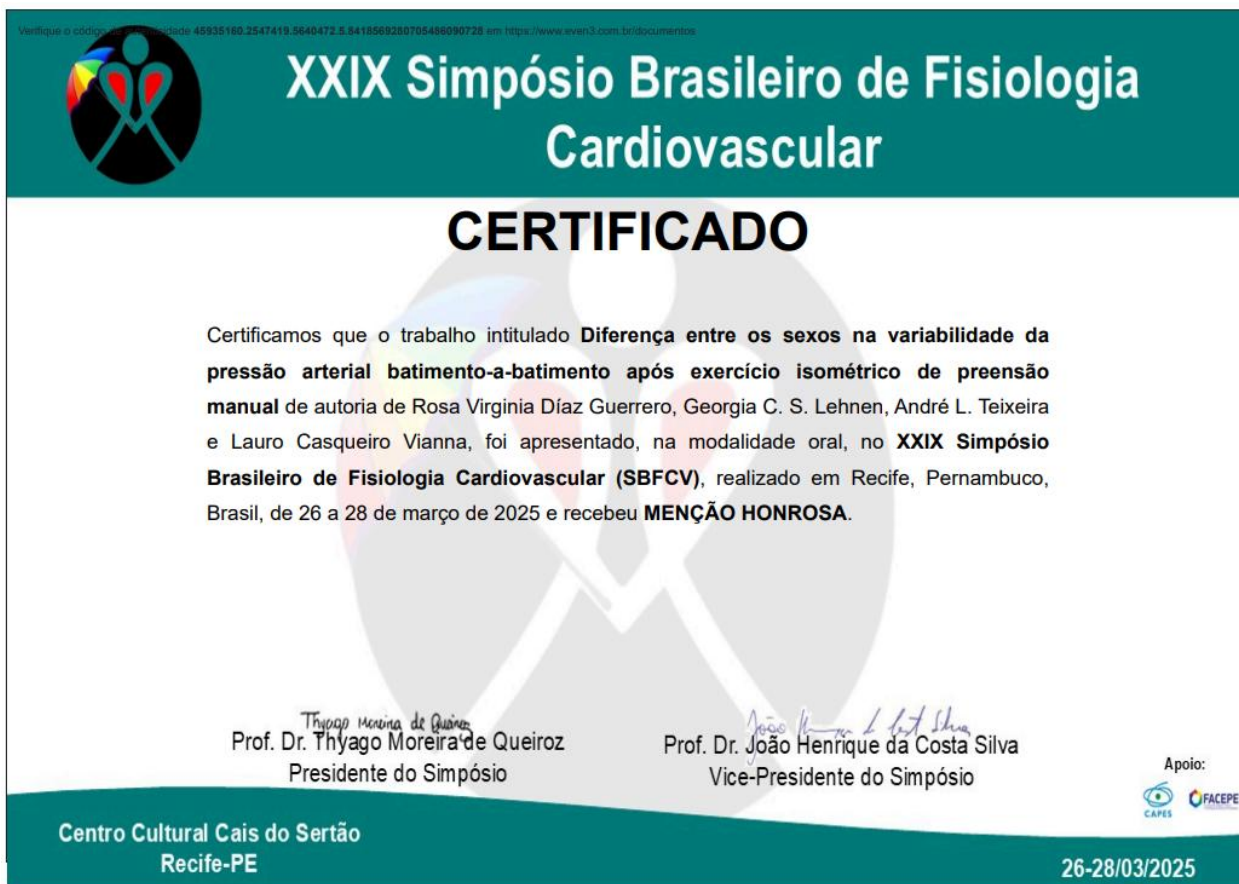 Verifique o código de autenticidade 45935160.2547419.5640472.5.8418569280705486090728 em https://www.even3.com.br/documentos
XXIX Simpósio Brasileiro de Fisiologia
Cardiovascular
CERTIFICADO
Certificamos que o trabalho intitulado Diferença entre os sexos na variabilidade da
pressão arterial batimento-a-batimento após exercício isométrico de preensão
manual de autoria de Rosa Virginia Díaz Guerrero, Georgia C. S. Lehnen, André L. Teixeira
e Lauro Casqueiro Vianna, foi apresentado, na modalidade oral, no XXIX Simpósio
Brasileiro de Fisiologia Cardiovascular (SBFCV), realizado em Recife, Pernambuco,
Brasil, de 26 a 28 de março de 2025 e recebeu MENÇÃO HONROSA.
Thyago Moreira de Queiroz
Prof. Dr. Thyago Moreira de Queiroz
Presidente do Simpósio
João Henrique da Costa Silva
Prof. Dr. João Henrique da Costa Silva
Vice-Presidente do Simpósio
Apoio:
CAPES
FACEPE
Centro Cultural Cais do Sertão
Recife-PE
26-28/03/2025